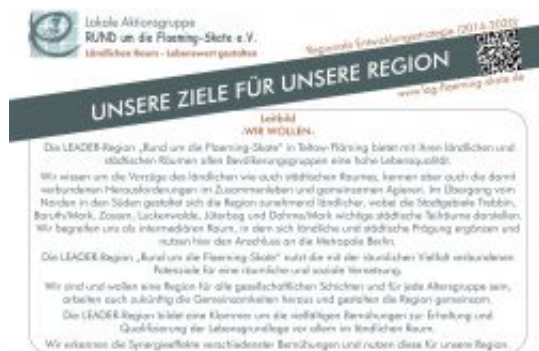 Lokale Aktionsgruppe
RUND um die Flaeming-Skate e.V.
Ländlichen Raum - Lebenswert gestalten
Regionale Entwicklungsstrategie (2014-2020)
UNSERE ZIELE FÜR UNSERE REGION
www.lag-flaeming-skate.de
Leitbild
-WIR WOLLEN-
Die LEADER-Region „Rund um die Flaeming-Skate“ in Teltow-Fläming bietet mit ihren ländlichen und
städtischen Räumen allen Bevölkerungsgruppen eine hohe Lebensqualität.
Wir wissen um die Vorzüge des ländlichen wie auch städtischen Raumes, kennen aber auch die damit
verbundenen Herausforderungen im Zusammenleben und gemeinsamen Agieren. Im Übergang vom
Norden in den Süden gestaltet sich die Region zunehmend ländlicher, wobei die Stadtgebiete Trebbin,
Baruth/Mark, Zossen, Luckenwalde, Jüterbog und Dahme/Mark wichtige städtische Teilräume darstellen.
Wir begreifen uns als intermediären Raum, in dem sich ländliche und städtische Prägung ergänzen und
nutzen hier den Anschluss an die Metropole Berlin.
Die LEADER-Region „Rund um die Flaeming-Skate“ nutzt die mit der räumlichen Vielfalt verbundenen
Potenziale für eine räumliche und soziale Vernetzung.
Wir sind und wollen eine Region für alle gesellschaftlichen Schichten und für jede Altersgruppe sein,
arbeiten auch zukünftig die Gemeinsamkeiten heraus und gestalten die Region gemeinsam.
Die LEADER-Region bildet eine Klammer um die vielfältigen Bemühungen zur Erhaltung und
Qualifizierung der Lebensgrundlage vor allem im ländlichen Raum.
Wir erkennen die Synergieeffekte verschiedenster Bemühungen und nutzen diese für unsere Region.